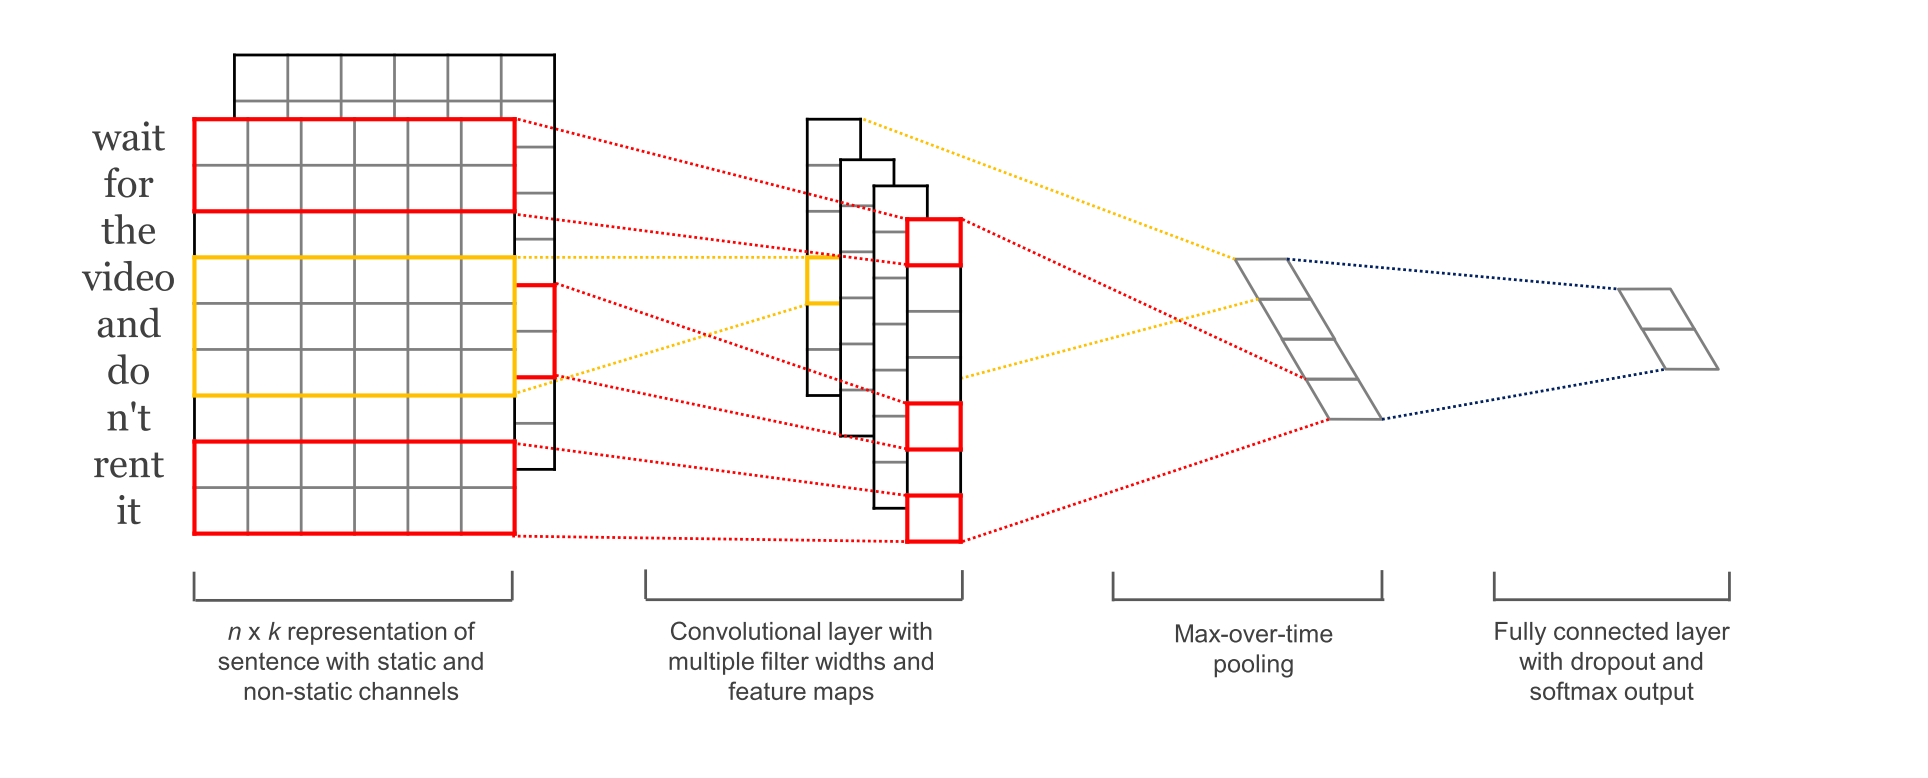 wait
for
the
video
and
do
n't
rent
it
n x k representation of
sentence with static and
non-static channels
Convolutional layer with
multiple filter widths and
feature maps
Max-over-time
pooling
Fully connected layer
with dropout and
softmax output